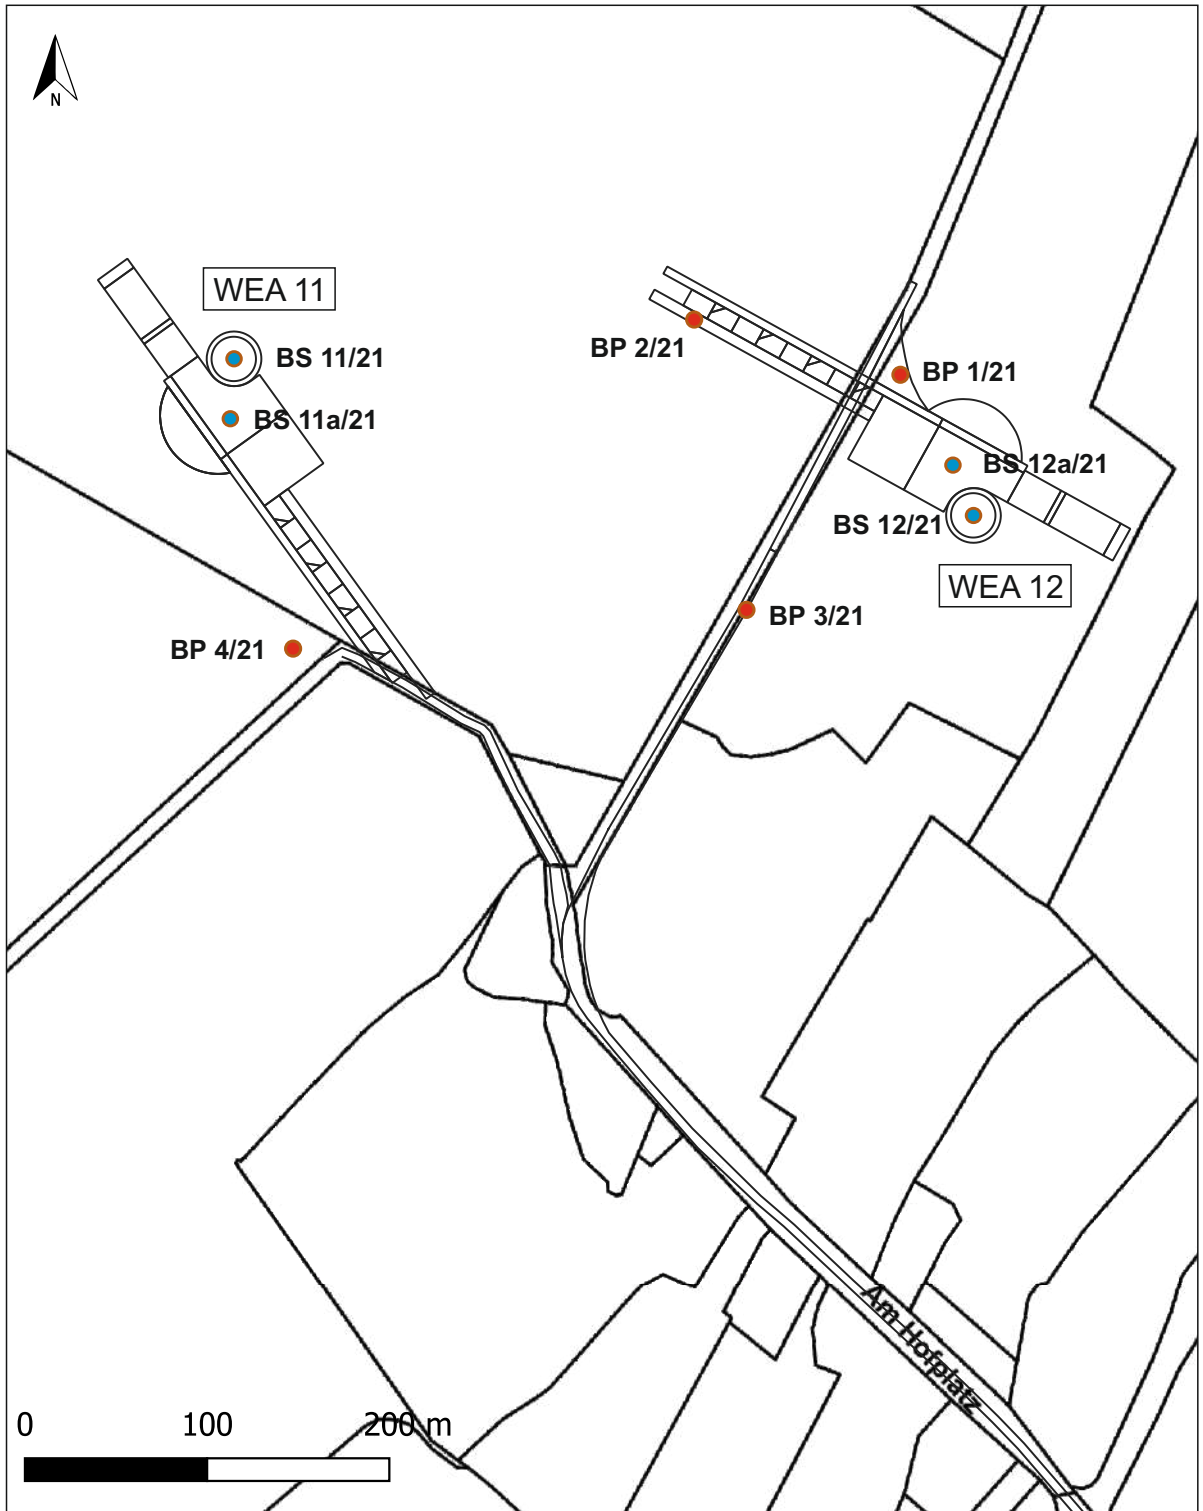 N
WEA 11
BS 11/21
BS 11a/21
BP 2/21
BP 1/21
BS 12a/21
BS 12/21
WEA 12
BP 3/21
BP 4/21
Am Hofplatz
0 100 200 m